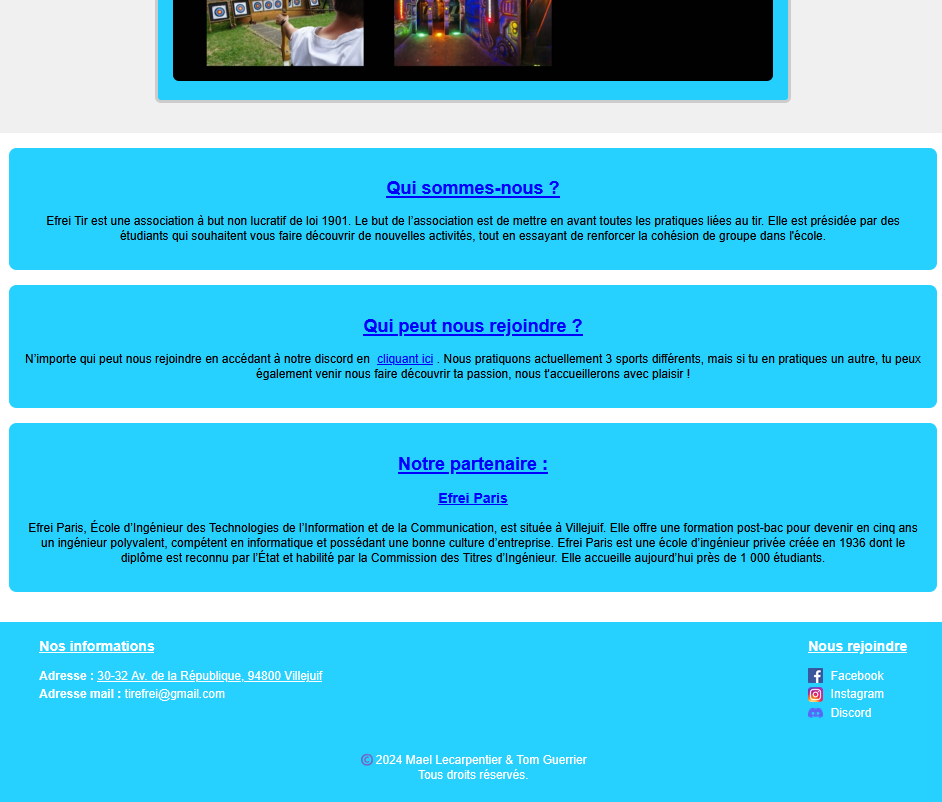 Qui sommes-nous ?
Efrei Tir est une association à but non lucratif de loi 1901. Le but de l’association est de mettre en avant toutes les pratiques liées au tir. Elle est présidée par des
étudiants qui souhaitent vous faire découvrir de nouvelles activités, tout en essayant de renforcer la cohésion de groupe dans l'école.
Qui peut nous rejoindre ?
N’importe qui peut nous rejoindre en accédant à notre discord en cliquant ici . Nous pratiquons actuellement 3 sports différents, mais si tu en pratiques un autre, tu peux
également venir nous faire découvrir ta passion, nous t’accueillerons avec plaisir !
Notre partenaire :
Efrei Paris
Efrei Paris, École d’Ingénieur des Technologies de l’Information et de la Communication, est située à Villejuif. Elle offre une formation post-bac pour devenir en cinq ans
un ingénieur polyvalent, compétent en informatique et possédant une bonne culture d’entreprise. Efrei Paris est une école d’ingénieur privée créée en 1936 dont le
diplôme est reconnu par l’État et habilité par la Commission des Titres d’Ingénieur. Elle accueille aujourd’hui près de 1 000 étudiants.
Nos informations
Adresse : 30-32 Av. de la République, 94800 Villejuif
Adresse mail : tirefrei@gmail.com
Nous rejoindre
Facebook
Instagram
Discord
© 2024 Mael Lecarpentier & Tom Guerrier
Tous droits réservés.